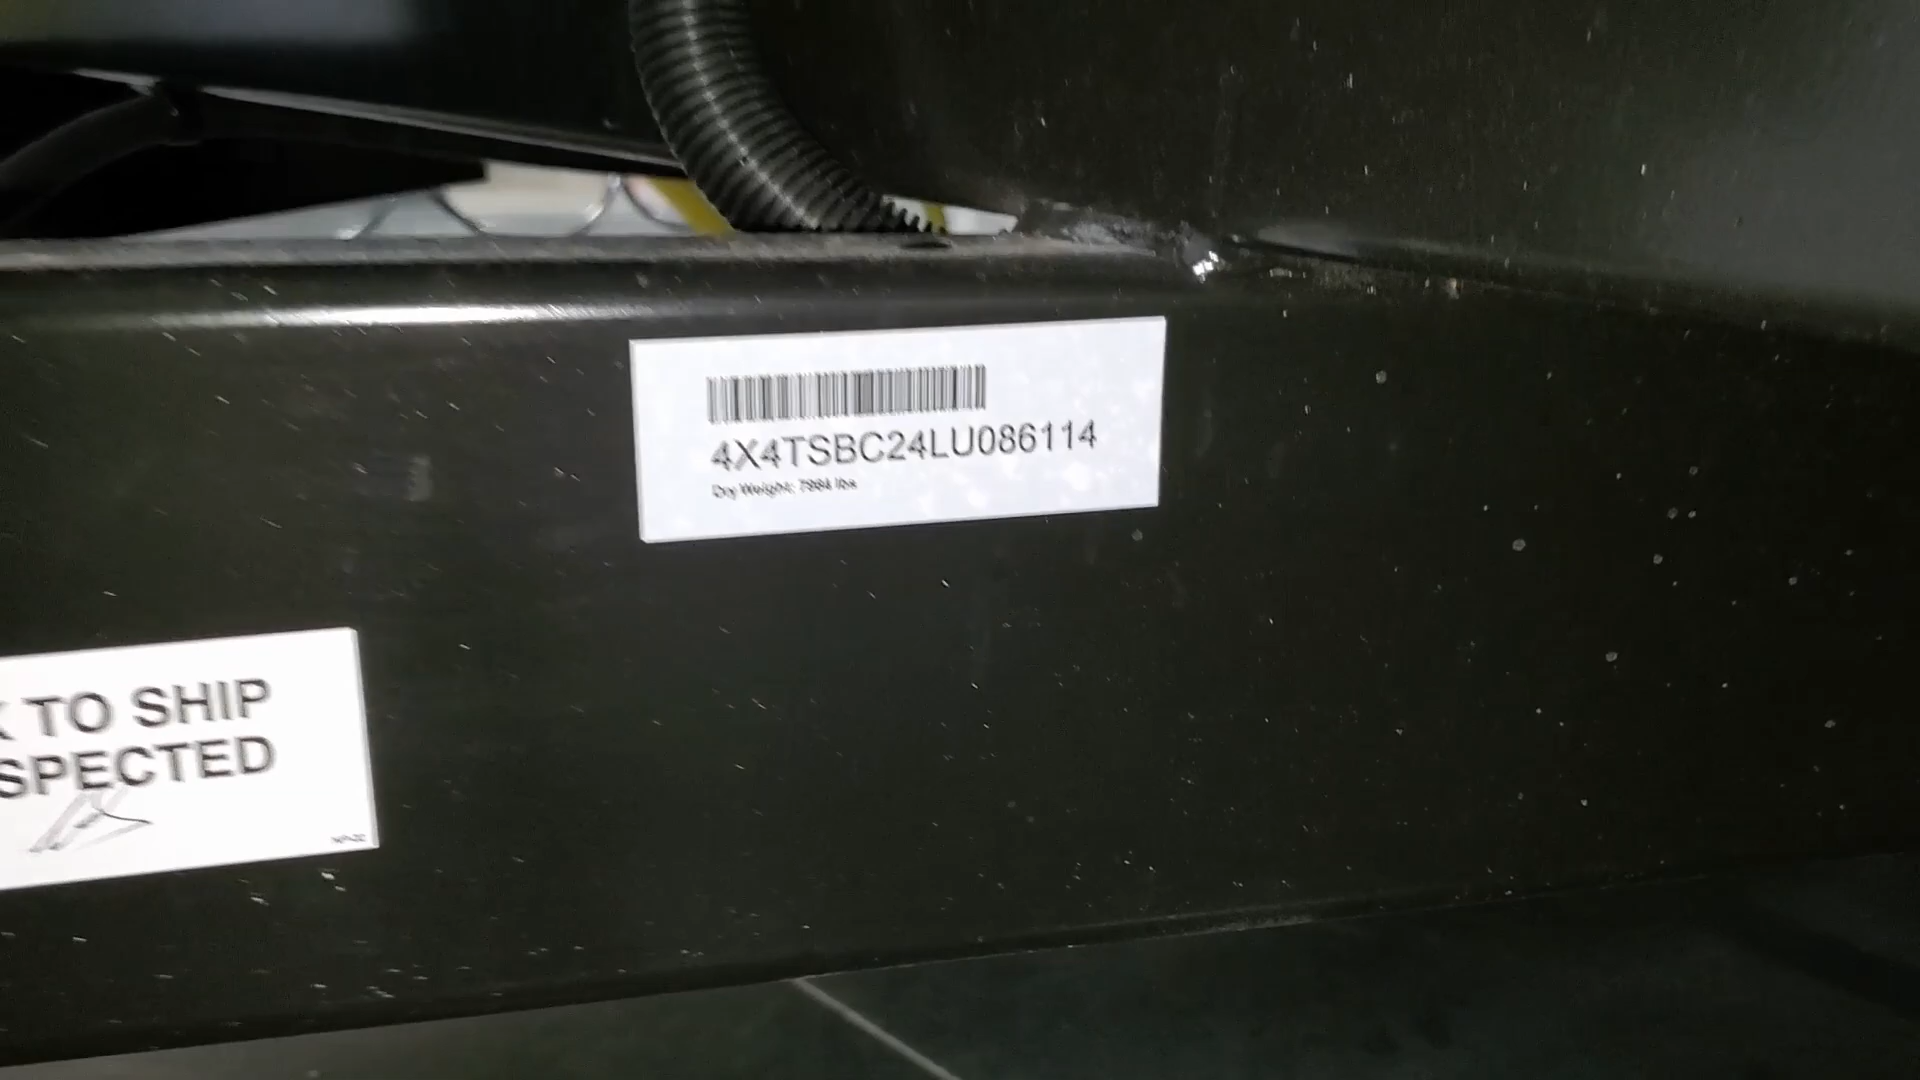 4X4TSBC24LU086114
Dry Weight: 7984 lbs
K TO SHIP
SPECTED